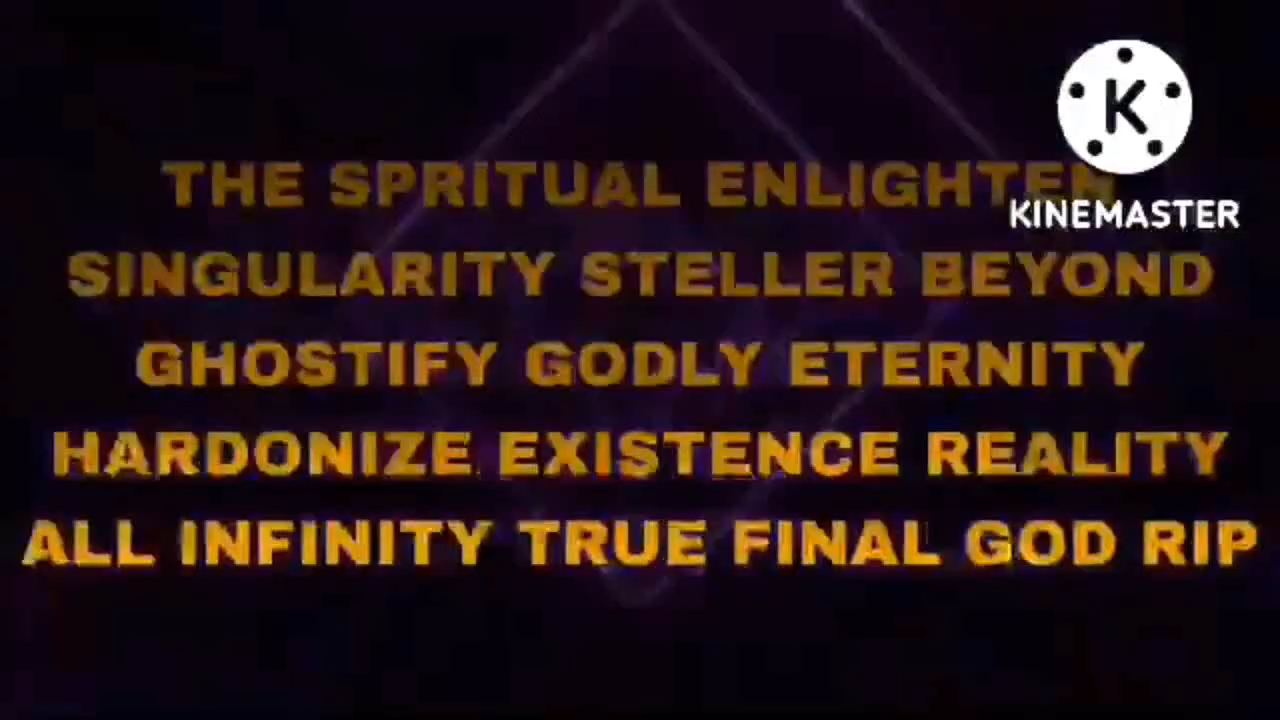 THE SPRITUAL ENLIGHTEN
SINGULARITY STELLER BEYOND
GHOSTIFY GODLY ETERNITY
HARDONIZE EXISTENCE REALITY
ALL INFINITY TRUE FINAL GOD RIP
K
KINEMASTER